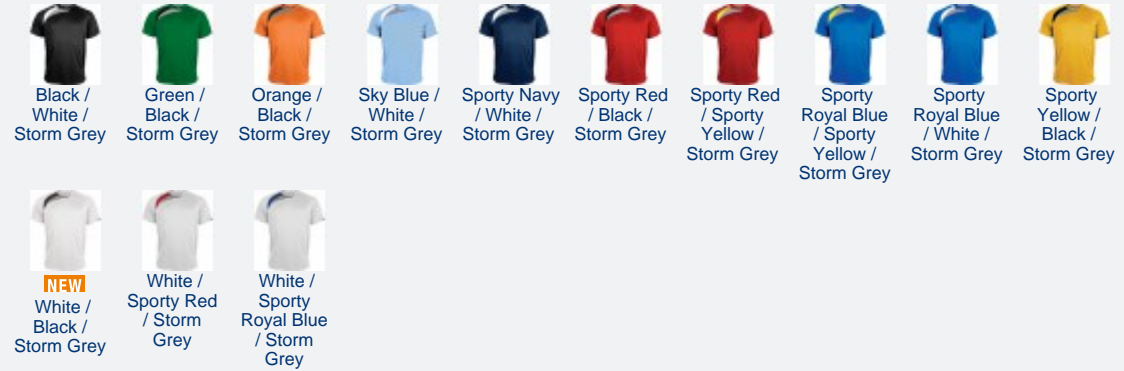 Black /
White /
Storm Grey
Green /
Black /
Storm Grey
Orange /
Black /
Storm Grey
Sky Blue /
White /
Storm Grey
Sporty Navy
/ White /
Storm Grey
Sporty Red
/ Black /
Storm Grey
Sporty Red
/ Sporty
Yellow /
Storm Grey
Sporty
Royal Blue
/ Sporty
Yellow /
Storm Grey
Sporty
Royal Blue
/ White /
Storm Grey
Sporty
Yellow /
Black /
Storm Grey
NEW
White /
Black /
Storm Grey
White /
Sporty Red
/ Storm
Grey
White /
Sporty
Royal Blue
/ Storm
Grey